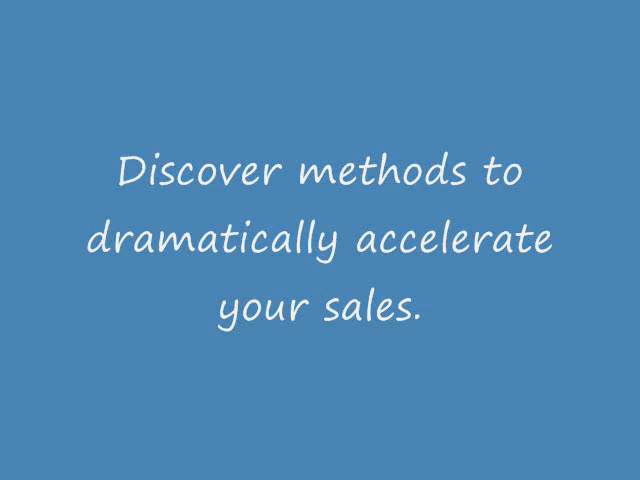 Discover methods to
dramatically accelerate
your sales.